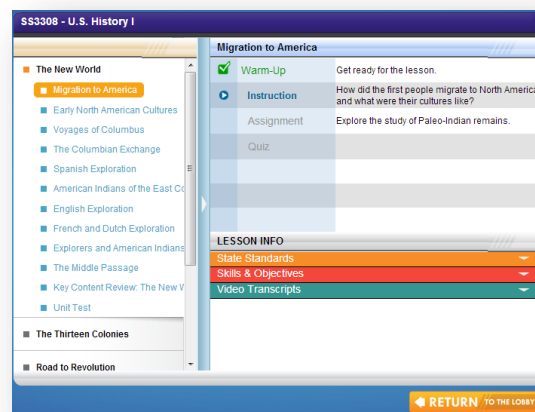 SS3308 - U.S. History I
The New World
Migration to America
Early North American Cultures
Voyages of Columbus
The Columbian Exchange
Spanish Exploration
American Indians of the East Co
English Exploration
French and Dutch Exploration
Explorers and American Indians
The Middle Passage
Key Content Review: The New W
Unit Test
The Thirteen Colonies
Road to Revolution
Migration to America
Warm-Up Get ready for the lesson.
Instruction How did the first people migrate to North America
and what were their cultures like?
Assignment Explore the study of Paleo-Indian remains.
Quiz
LESSON INFO
State Standards
Skills & Objectives
Video Transcripts
RETURN TO THE LOBBY